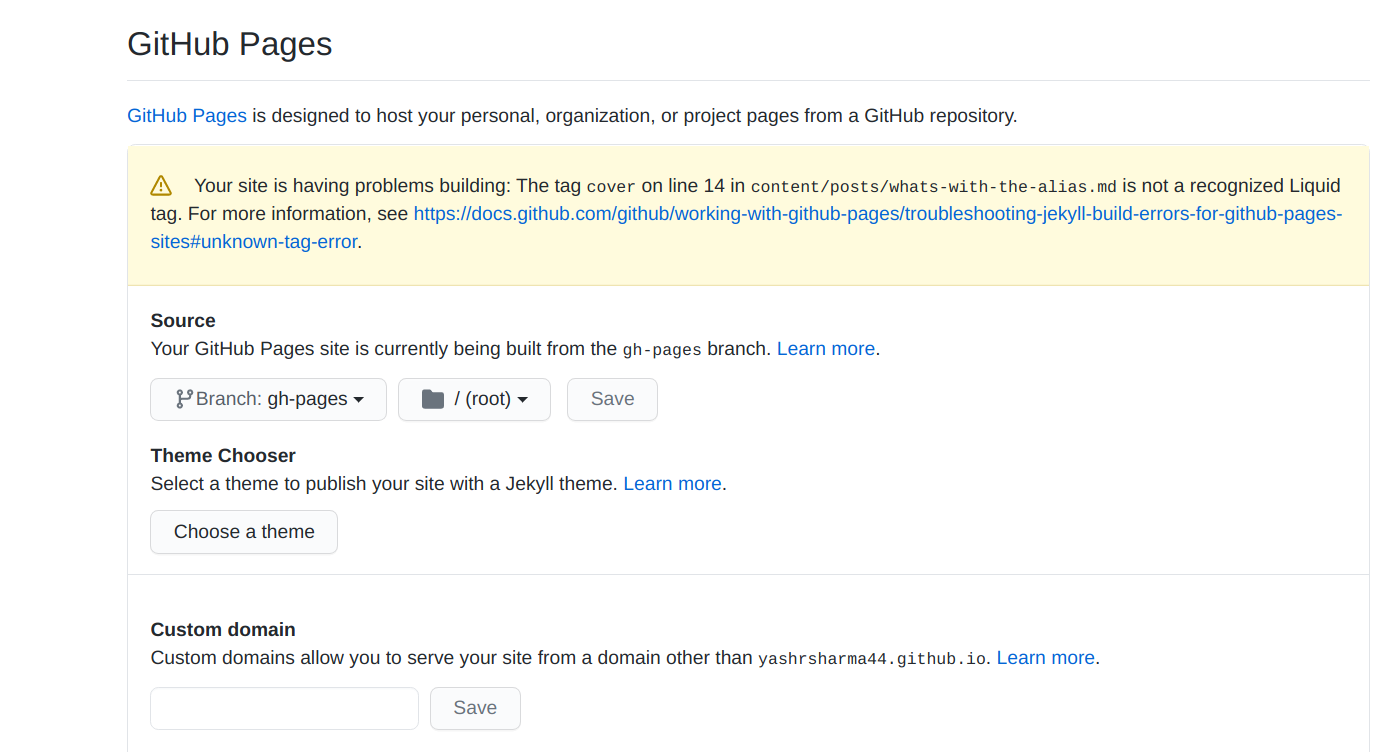 GitHub Pages
GitHub Pages is designed to host your personal, organization, or project pages from a GitHub repository.
Your site is having problems building: The tag cover on line 14 in content/posts/whats-with-the-alias.md is not a recognized Liquid
tag. For more information, see https://docs.github.com/github/working-with-github-pages/troubleshooting-jekyll-build-errors-for-github-pages-
sites#unknown-tag-error.
Source
Your GitHub Pages site is currently being built from the gh-pages branch. Learn more.
Branch: gh-pages / (root) Save
Theme Chooser
Select a theme to publish your site with a Jekyll theme. Learn more.
Choose a theme
Custom domain
Custom domains allow you to serve your site from a domain other than yashrsharma44.github.io. Learn more.
Save